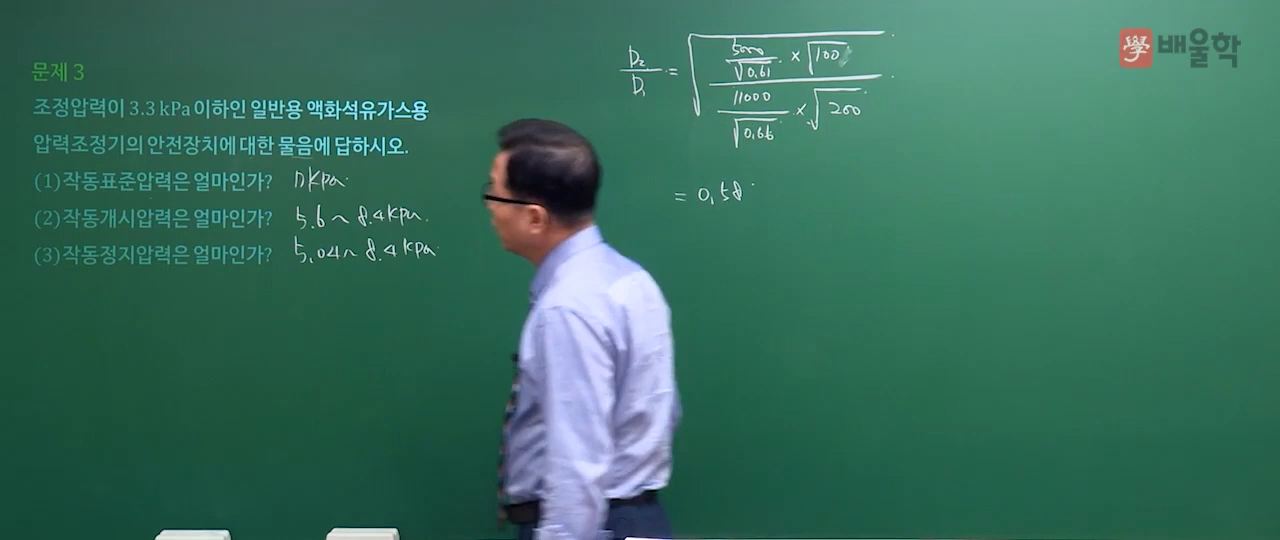 學 배울학
문제 3
조정압력이 3.3 kPa 이하인 일반용 액화석유가스용
압력조정기의 안전장치에 대한 물음에 답하시오.
(1) 작동표준압력은 얼마인가? 7kPa
(2) 작동개시압력은 얼마인가? 5.6 ~ 8.4 kPa.
(3) 작동정지압력은 얼마인가? 5.04 ~ 8.4 kPa
D₂/D₁ = √((5000/√0.61 × √100) / (11000/√0.66 × √200))
= 0.58